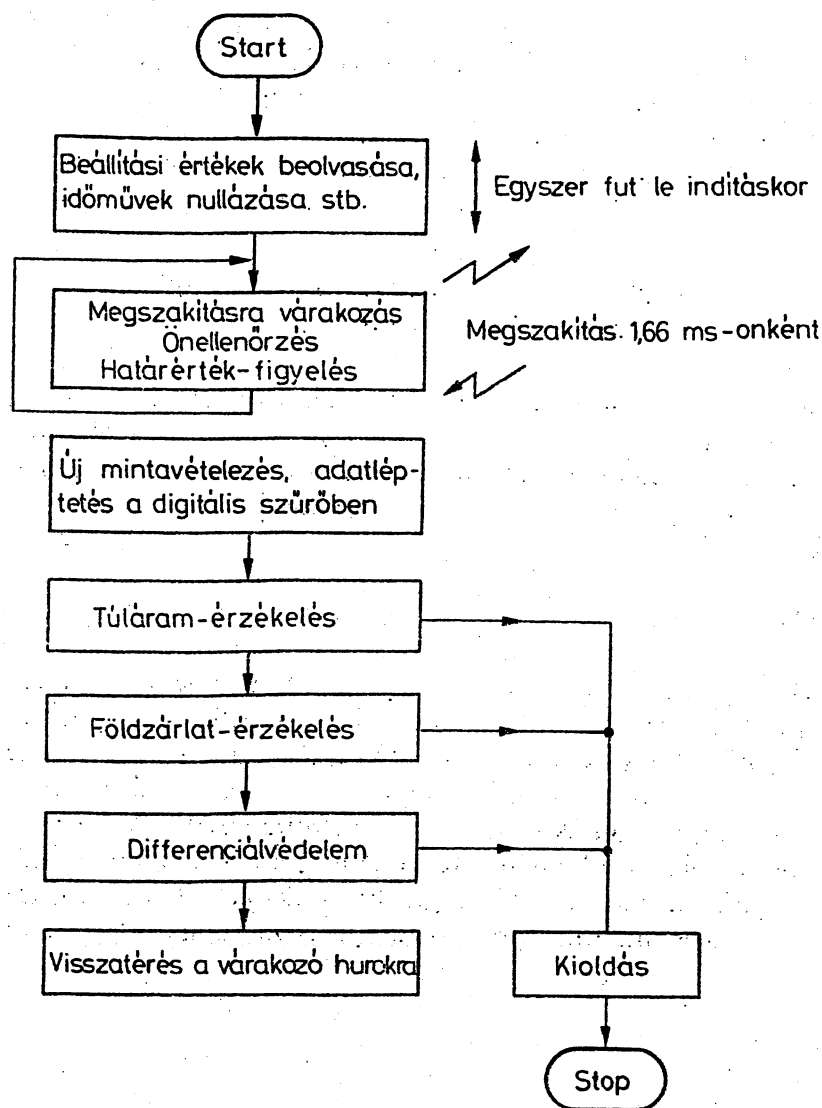 Start
Beállítási értékek beolvasása,
időművek nullázása stb.
Egyszer fut le indításkor
Megszakításra várakozás
Önellenőrzés
Határérték-figyelés
Megszakítás 1,66 ms-onként
Új mintavételezés, adatlép-
tetés a digitális szűrőben
Túláram-érzékelés
Földzárlat-érzékelés
Differenciálvédelem
Visszatérés a várakozó hurokra
Kioldás
Stop